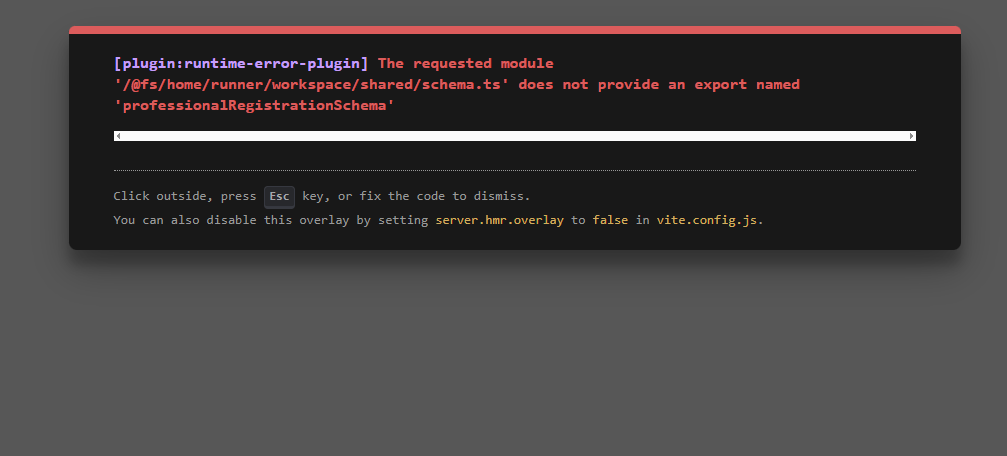 [plugin:runtime-error-plugin] The requested module
'/@fs/home/runner/workspace/shared/schema.ts' does not provide an export named
'professionalRegistrationSchema'
Click outside, press Esc key, or fix the code to dismiss.
You can also disable this overlay by setting server.hmr.overlay to false in vite.config.js.